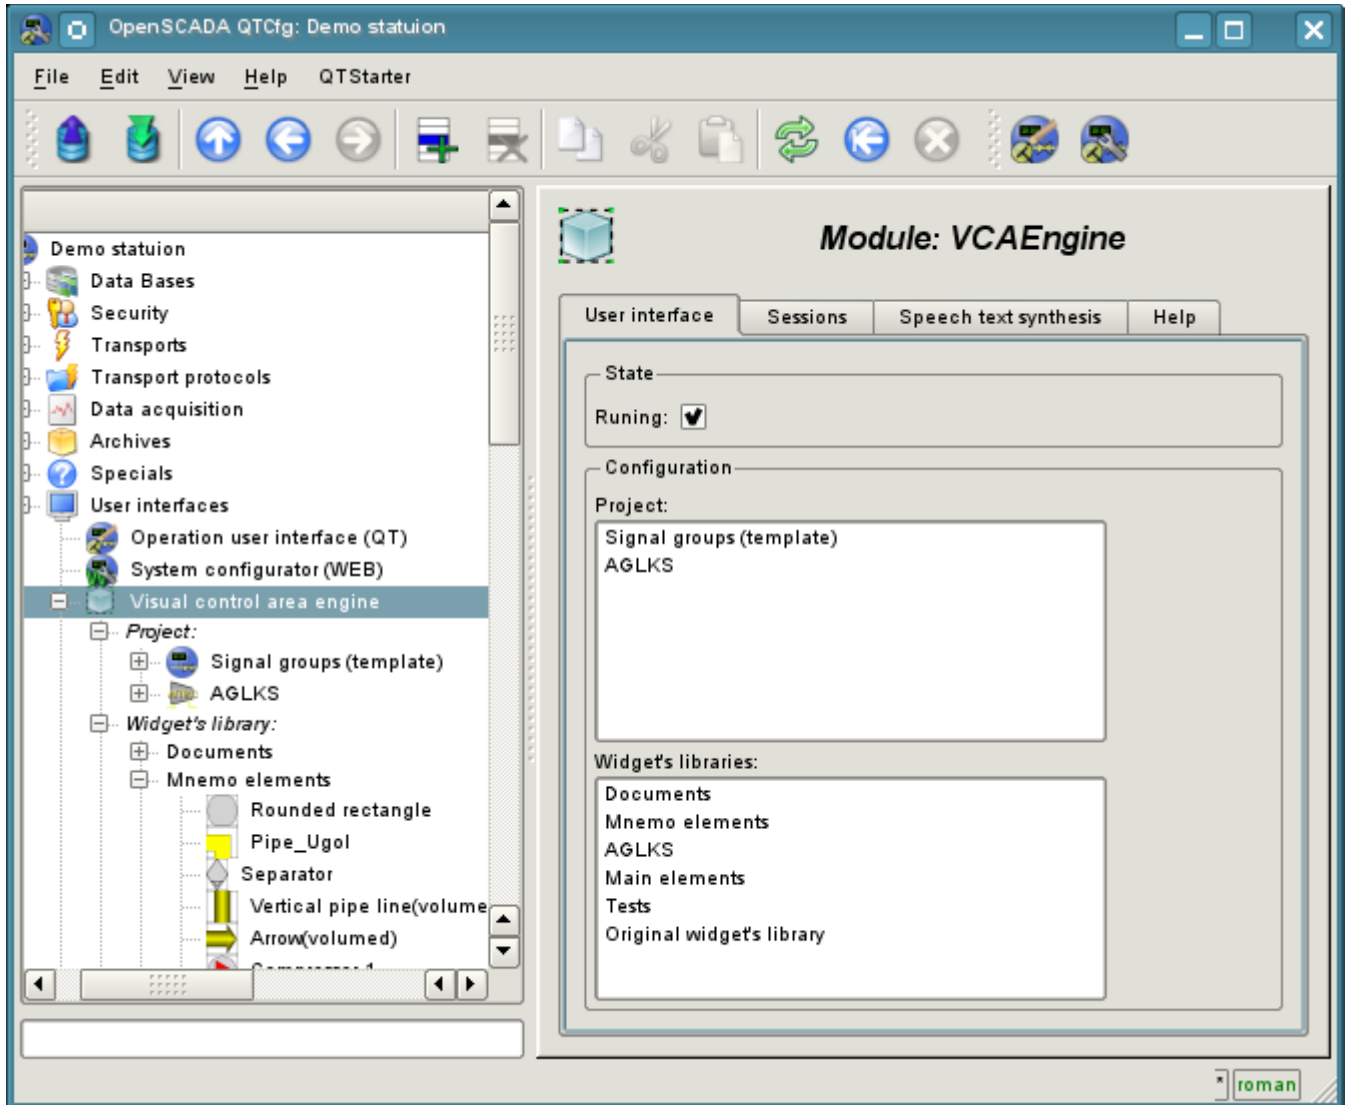 OpenSCADA QTCfg: Demo statuion
File Edit View Help QTStarter
Demo statuion
Data Bases
Security
Transports
Transport protocols
Data acquisition
Archives
Specials
User interfaces
Operation user interface (QT)
System configurator (WEB)
Visual control area engine
Project:
Signal groups (template)
AGLKS
Widget's library:
Documents
Mnemo elements
Rounded rectangle
Pipe_Ugol
Separator
Vertical pipe line(volume
Arrow(volumed)
Module: VCAEngine
User interface Sessions Speech text synthesis Help
State
Runing:
Configuration
Project:
Signal groups (template)
AGLKS
Widget's libraries:
Documents
Mnemo elements
AGLKS
Main elements
Tests
Original widget's library
* roman